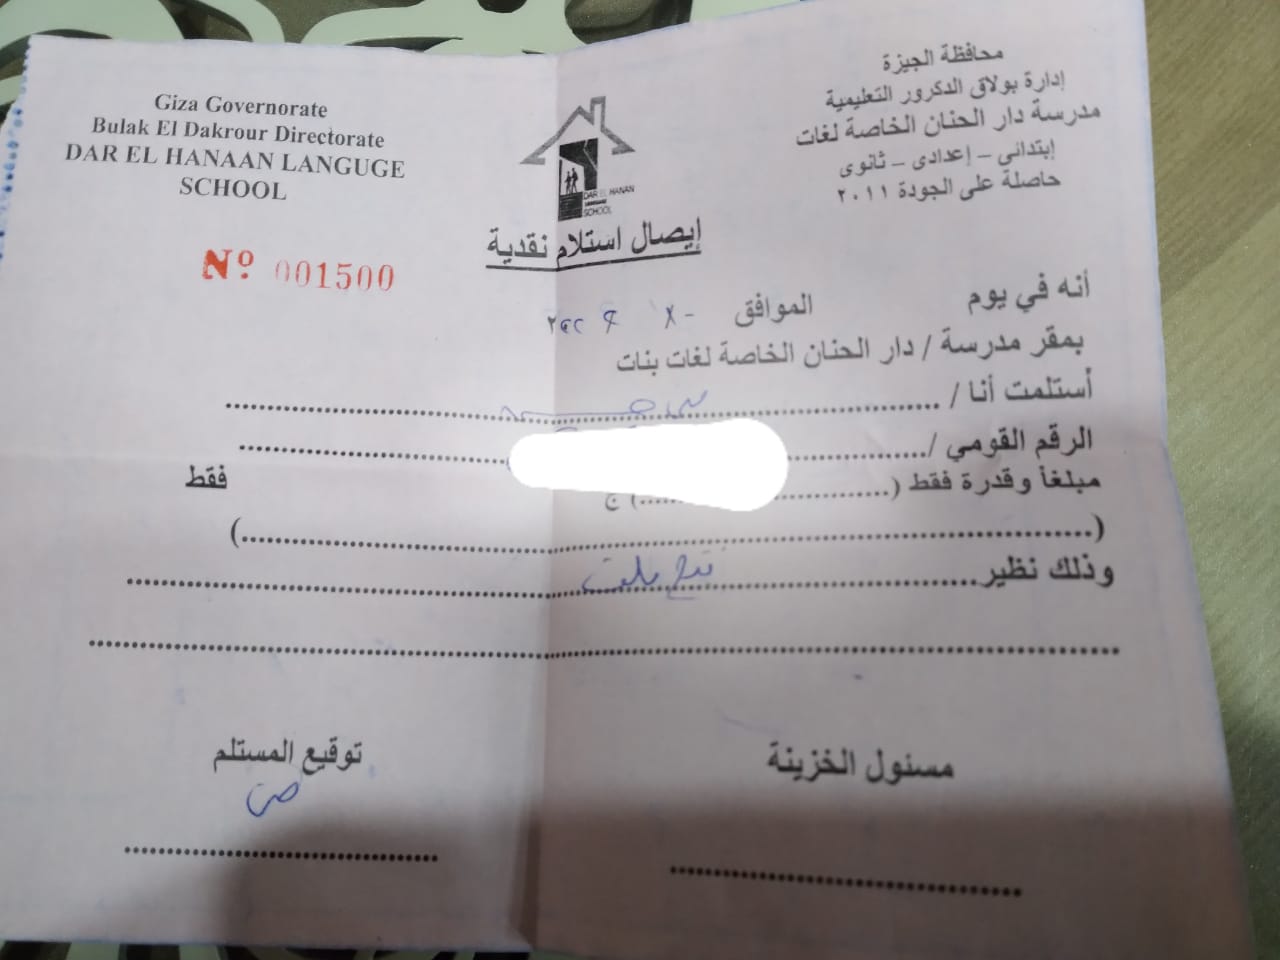 Giza Governorate
Bulak El Dakrour Directorate
DAR EL HANAAN LANGUGE
SCHOOL
محافظة الجيزة
إدارة بولاق الدكرور التعليمية
مدرسة دار الحنان الخاصة لغات
إبتدائى – إعدادى – ثانوى
حاصلة على الجودة ٢٠١١
DAR EL HANAN
LANGUAGE
SCHOOL
إيصال استلام نقدية
Nº 001500
أنه في يوم الموافق
بمقر مدرسة / دار الحنان الخاصة لغات بنات
أستلمت أنا /
الرقم القومي /
مبلغاً وقدرة فقط (..............) ج فقط
(..............)
وذلك نظير
مسئول الخزينة
توقيع المستلم